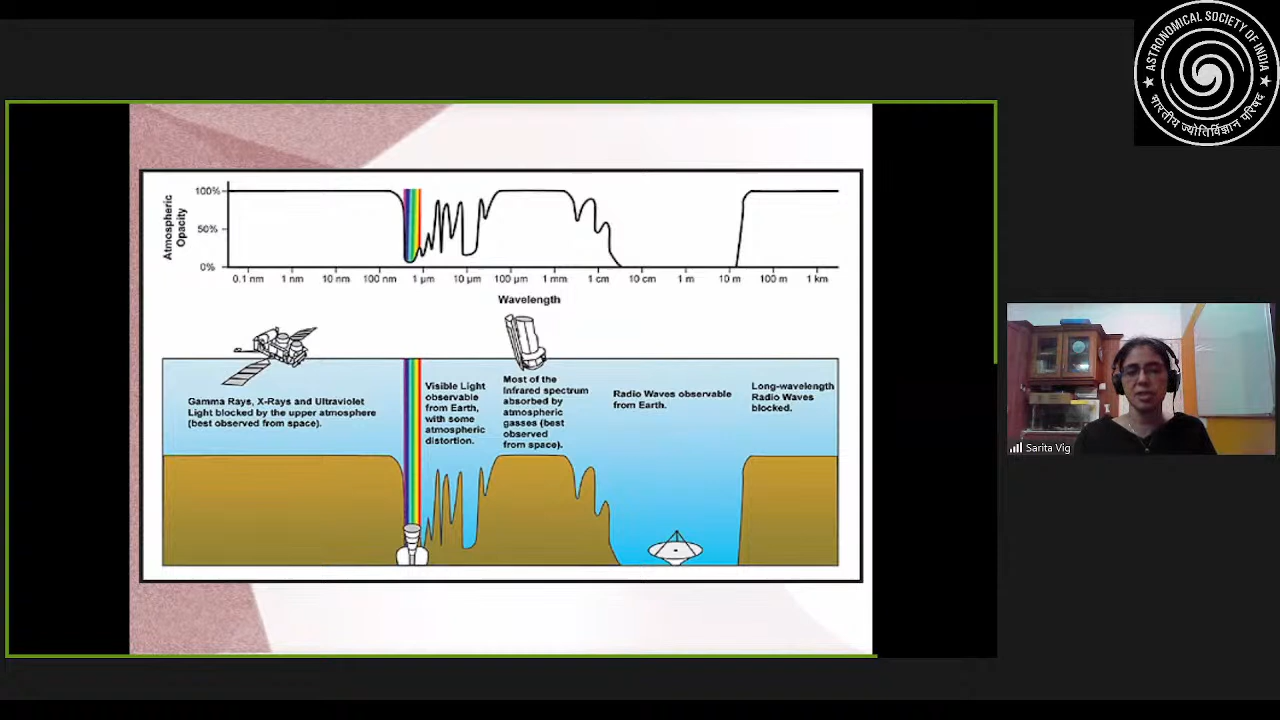 ASTRONOMICAL SOCIETY OF INDIA
भारतीय ज्योतिर्विज्ञान परिषद
Atmospheric
Opacity
100%
50%
0%
0.1 nm 1 nm 10 nm 100 nm 1 μm 10 μm 100 μm 1 mm 1 cm 10 cm 1 m 10 m 100 m 1 km
Wavelength
Gamma Rays, X-Rays and Ultraviolet
Light blocked by the upper atmosphere
(best observed from space).
Visible Light
observable
from Earth,
with some
atmospheric
distortion.
Most of the
Infrared spectrum
absorbed by
atmospheric
gasses (best
observed
from space).
Radio Waves observable
from Earth.
Long-wavelength
Radio Waves
blocked.
Sarita Vig